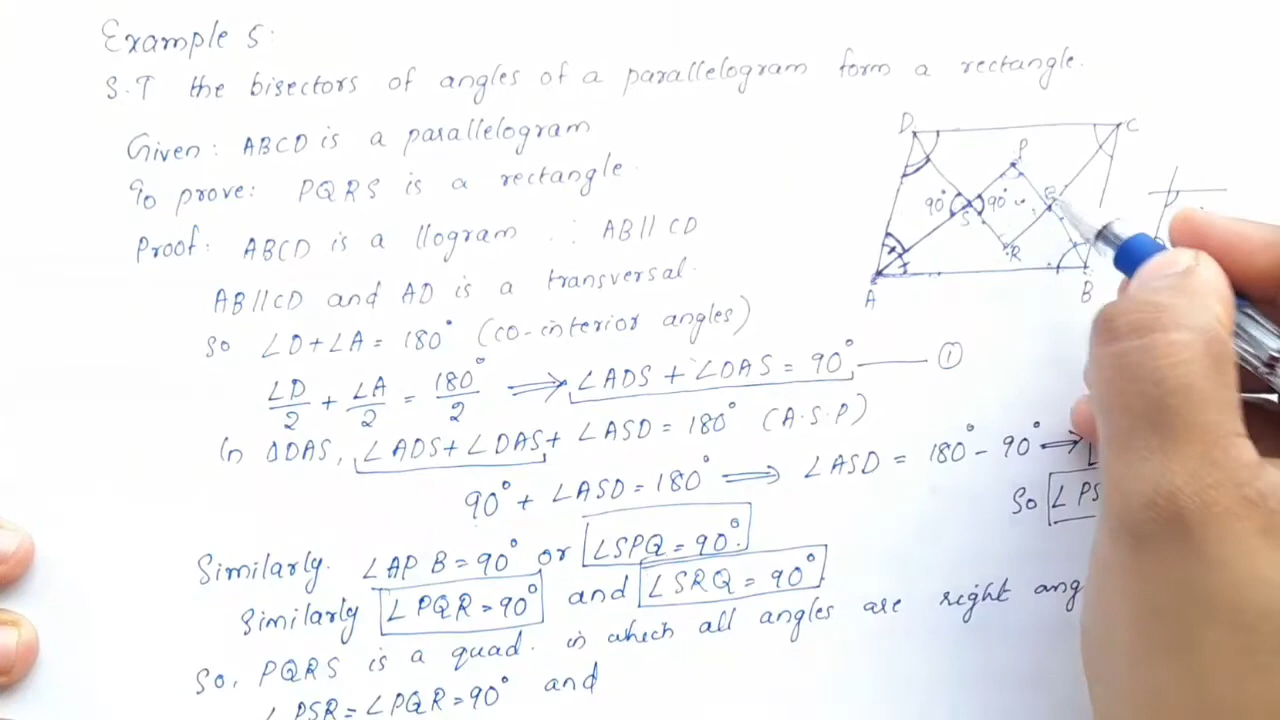 Example 5:
S.T the bisectors of angles of a parallelogram form a rectangle.
Given: ABCD is a parallelogram
To prove: PQRS is a rectangle.
Proof: ABCD is a llogram ∴ AB // CD
AB//CD and AD is a transversal.
So ∠D+∠A = 180° (co-interior angles)
∠D/2 + ∠A/2 = 180°/2 ⟹ ∠ADS + ∠DAS = 90° —— ①
In ΔDAS, ∠ADS + ∠DAS + ∠ASD = 180° (A.S.P)
90° + ∠ASD = 180° ⟹ ∠ASD = 180° - 90° ⟹
So ∠PS
Similarly. ∠APB = 90° or ∠SPQ = 90°.
Similarly ∠PQR = 90° and ∠SRQ = 90°
So, PQRS is a quad. in which all angles are right ang
∠PSR = ∠PQR = 90° and
D C
P
90° S 90°
R
A B